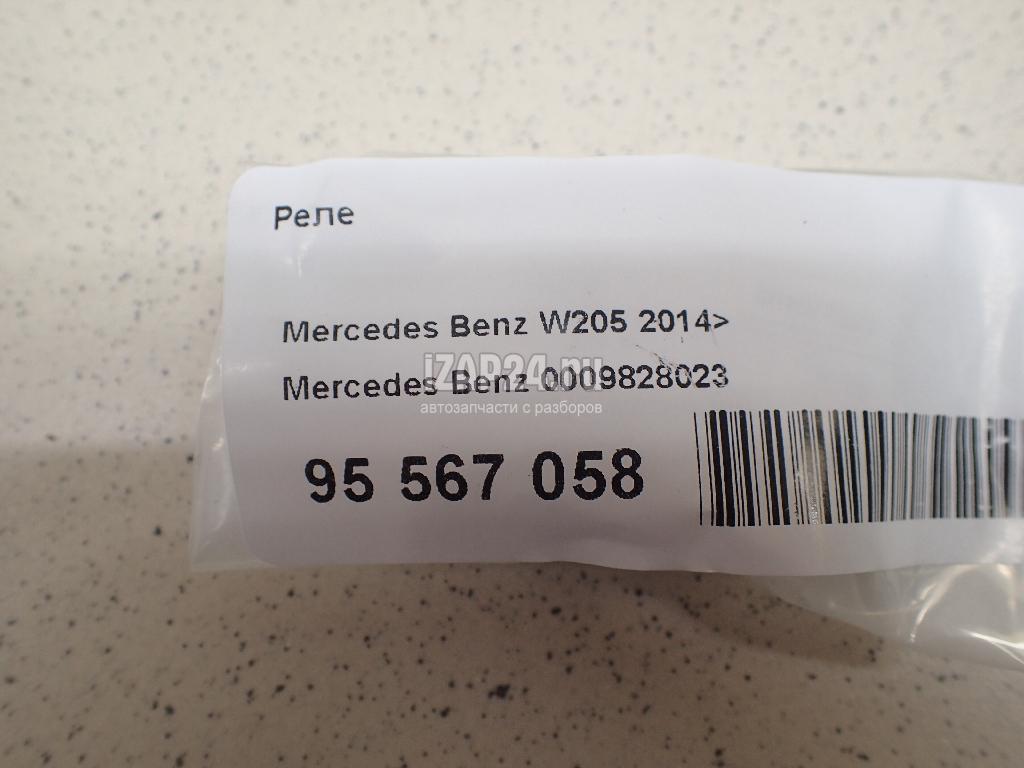 Реле
Mercedes Benz W205 2014>
iZAP24.ru
Mercedes Benz 0009828023
автозапчасти с разборов
95 567 058